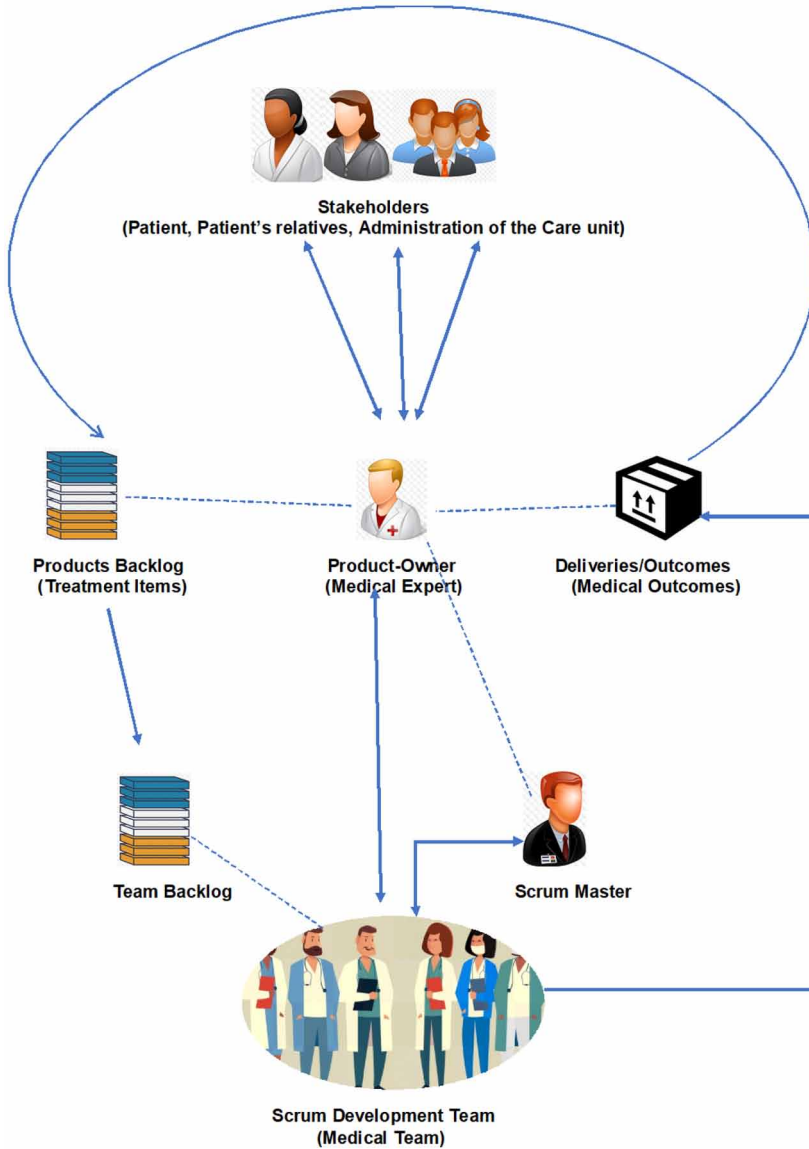 Stakeholders
(Patient, Patient's relatives, Administration of the Care unit)
Products Backlog
(Treatment Items)
Product-Owner
(Medical Expert)
Deliveries/Outcomes
(Medical Outcomes)
Team Backlog
Scrum Master
Scrum Development Team
(Medical Team)